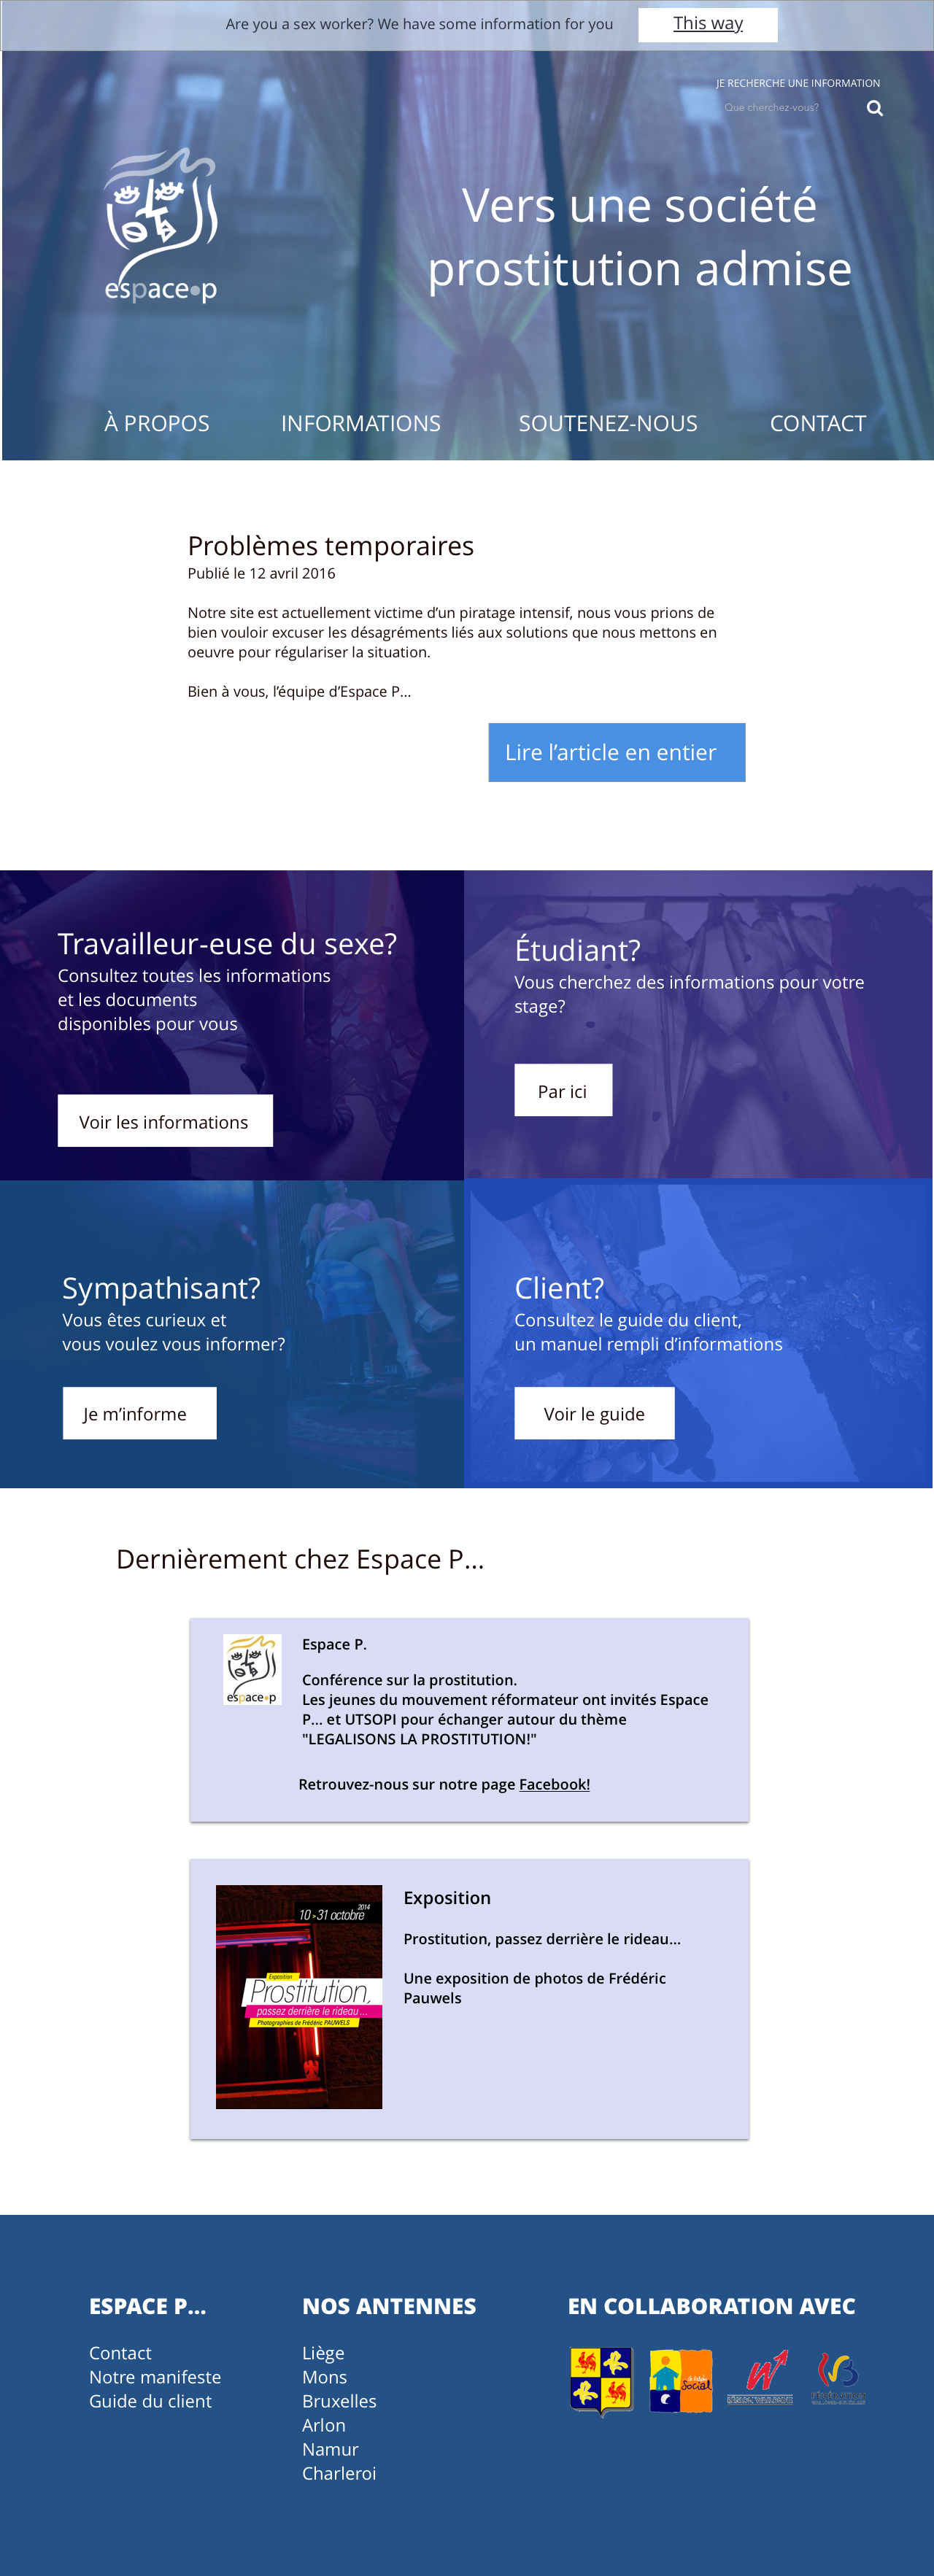 Are you a sex worker? We have some information for you
This way
JE RECHERCHE UNE INFORMATION
Que cherchez-vous?
espace•p
Vers une société
prostitution admise
À PROPOS
INFORMATIONS
SOUTENEZ-NOUS
CONTACT
Problèmes temporaires
Publié le 12 avril 2016
Notre site est actuellement victime d’un piratage intensif, nous vous prions de
bien vouloir excuser les désagréments liés aux solutions que nous mettons en
oeuvre pour régulariser la situation.
Bien à vous, l’équipe d’Espace P...
Lire l’article en entier
Travailleur-euse du sexe?
Consultez toutes les informations
et les documents
disponibles pour vous
Voir les informations
Étudiant?
Vous cherchez des informations pour votre
stage?
Par ici
Sympathisant?
Vous êtes curieux et
vous voulez vous informer?
Je m’informe
Client?
Consultez le guide du client,
un manuel rempli d’informations
Voir le guide
Dernièrement chez Espace P...
espace•p
Espace P.
Conférence sur la prostitution.
Les jeunes du mouvement réformateur ont invités Espace
P... et UTSOPI pour échanger autour du thème
"LEGALISONS LA PROSTITUTION!"
Retrouvez-nous sur notre page Facebook!
2014
10 > 31 octobre
Exposition
Prostitution,
passez derrière le rideau...
Photographies de Frédéric PAUWELS
Exposition
Prostitution, passez derrière le rideau...
Une exposition de photos de Frédéric
Pauwels
ESPACE P...
Contact
Notre manifeste
Guide du client
NOS ANTENNES
Liège
Mons
Bruxelles
Arlon
Namur
Charleroi
EN COLLABORATION AVEC
Social
W
FÉDÉRATION